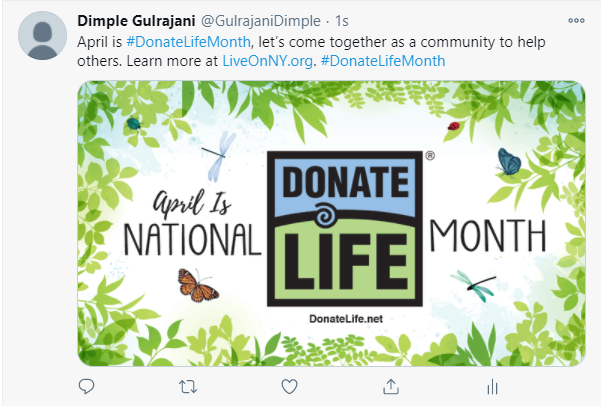 Dimple Gulrajani @GulrajaniDimple · 1s
April is #DonateLifeMonth, let's come together as a community to help
others. Learn more at LiveOnNY.org. #DonateLifeMonth
April Is
NATIONAL
DONATE
LIFE
®
MONTH
DonateLife.net